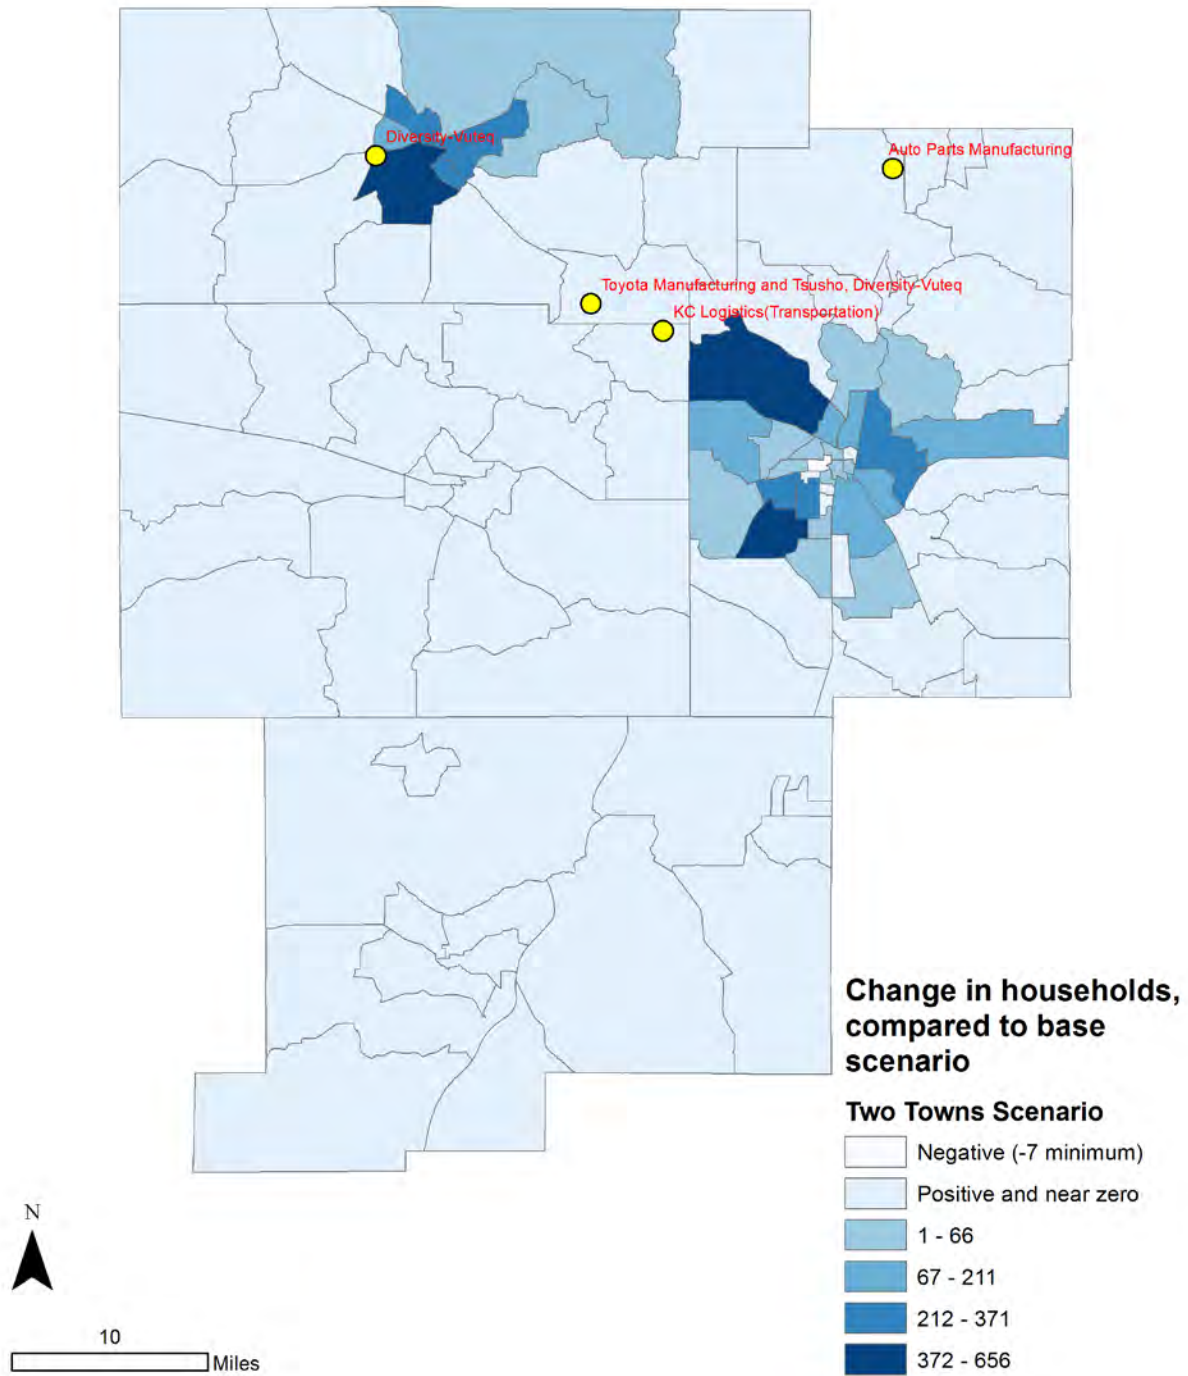 Diversity-Vuteq
Auto Parts Manufacturing
Toyota Manufacturing and Tsusho, Diversity-Vuteq
KC Logistics(Transportation)
Change in households,
compared to base
scenario
Two Towns Scenario
Negative (-7 minimum)
Positive and near zero
1 - 66
67 - 211
212 - 371
372 - 656
N
10
Miles